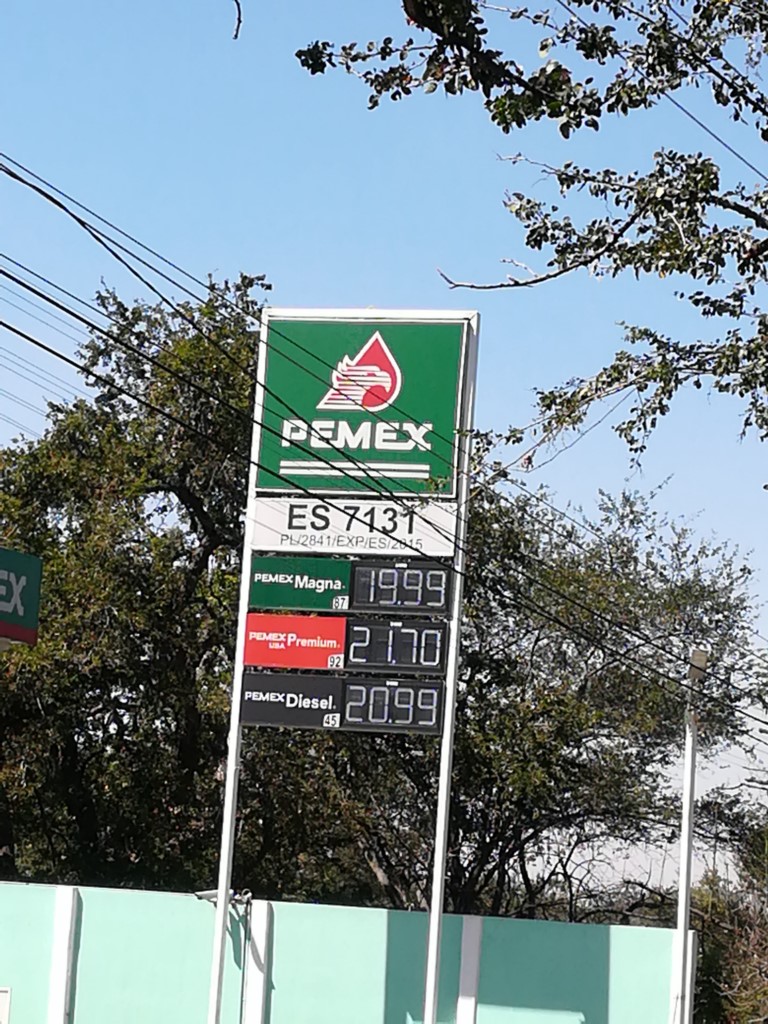 PEMEX
ES 7131
PL/2841/EXP/ES/2015
PEMEX Magna 87 19.99
PEMEX USA Premium 92 21.70
PEMEX Diesel 45 20.99
EX